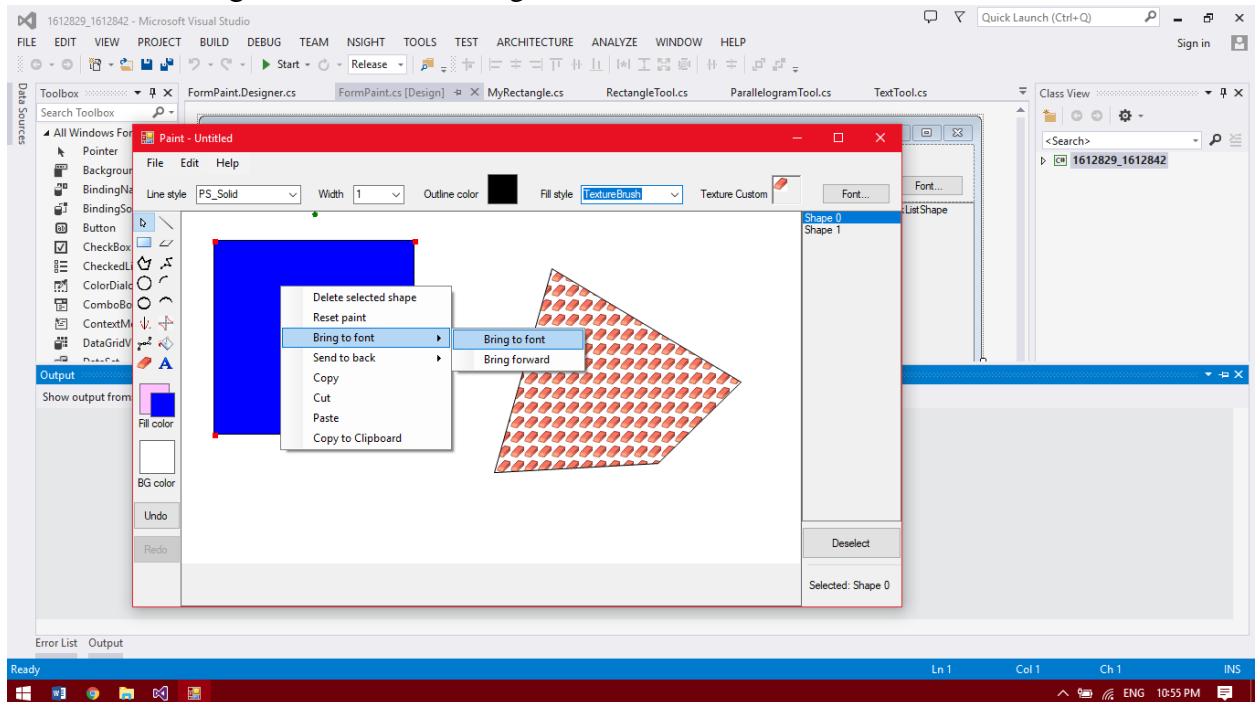 1612829_1612842 - Microsoft Visual Studio
Quick Launch (Ctrl+Q)
FILE EDIT VIEW PROJECT BUILD DEBUG TEAM NSIGHT TOOLS TEST ARCHITECTURE ANALYZE WINDOW HELP
Sign in
Start
Release
Data Sources
Toolbox
FormPaint.Designer.cs FormPaint.cs [Design] MyRectangle.cs RectangleTool.cs ParallelogramTool.cs TextTool.cs
Class View
Search Toolbox
<Search>
All Windows For
1612829_1612842
Pointer
Backgrour
BindingNa
BindingSo
Button
CheckBox
CheckedLi
ColorDialo
ComboBo
ContextMe
DataGridV
DataSet
Font...
ListShape
Paint - Untitled
File Edit Help
Line style PS_Solid Width 1 Outline color Fill style TextureBrush Texture Custom Font...
Shape 0
Shape 1
Delete selected shape
Reset paint
Bring to font
Send to back
Copy
Cut
Paste
Copy to Clipboard
Bring to font
Bring forward
A
Fill color
BG color
Undo
Redo
Deselect
Selected: Shape 0
Output
Show output from:
Error List Output
Ready
Ln 1 Col 1 Ch 1 INS
ENG 10:55 PM